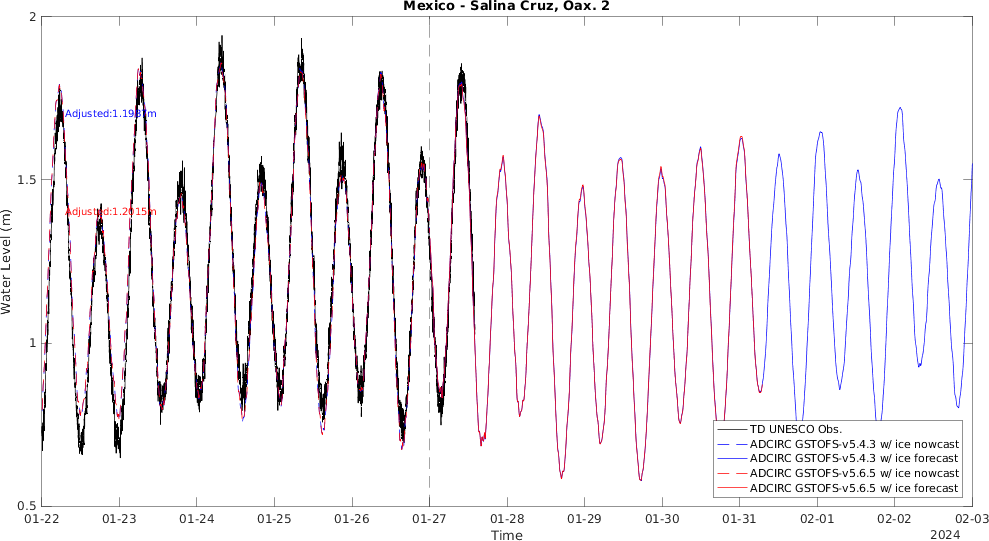 Mexico - Salina Cruz, Oax. 2
Water Level (m)
2
1.5
1
0.5
Adjusted:1.1987m
Adjusted:1.2015m
TD UNESCO Obs.
ADCIRC GSTOFS-v5.4.3 w/ ice nowcast
ADCIRC GSTOFS-v5.4.3 w/ ice forecast
ADCIRC GSTOFS-v5.6.5 w/ ice nowcast
ADCIRC GSTOFS-v5.6.5 w/ ice forecast
01-22 01-23 01-24 01-25 01-26 01-27 01-28 01-29 01-30 01-31 02-01 02-02 02-03
Time
2024